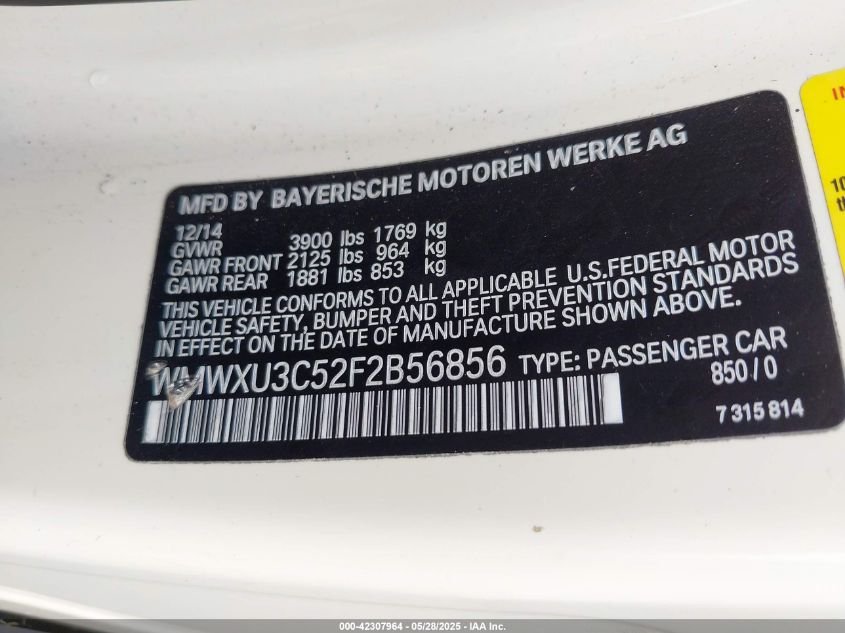 MFD BY BAYERISCHE MOTOREN WERKE AG
12/14
GVWR 3900 lbs 1769 kg
GAWR FRONT 2125 lbs 964 kg
GAWR REAR 1881 lbs 853 kg
THIS VEHICLE CONFORMS TO ALL APPLICABLE U.S.FEDERAL MOTOR
VEHICLE SAFETY, BUMPER AND THEFT PREVENTION STANDARDS
IN EFFECT ON THE DATE OF MANUFACTURE SHOWN ABOVE.
WMWXU3C52F2B56856 TYPE: PASSENGER CAR
850/0
7 315 814
10
000-42307964 - 05/28/2025 - IAA Inc.